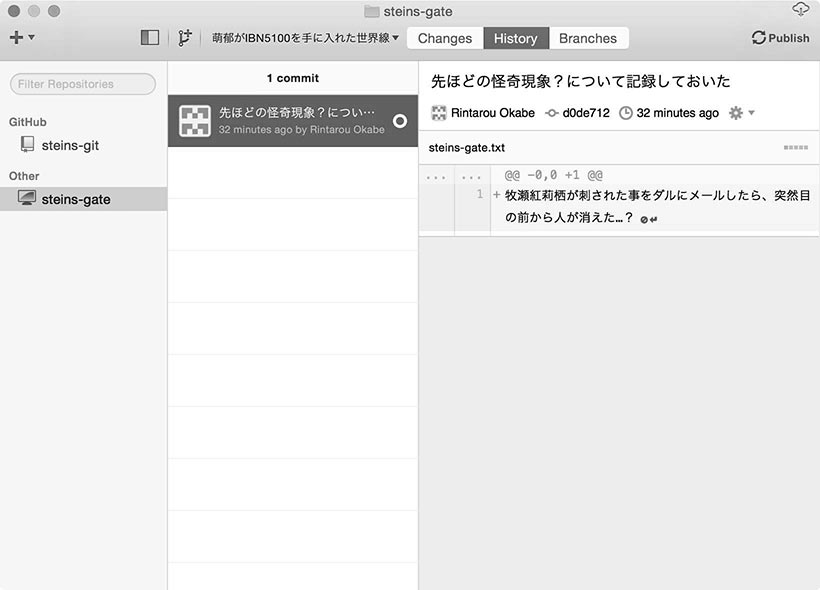 steins-gate
萌郁がIBN5100を手に入れた世界線
Changes
History
Branches
Publish
Filter Repositories
GitHub
steins-git
Other
steins-gate
1 commit
先ほどの怪奇現象？につい…
32 minutes ago by Rintarou Okabe
先ほどの怪奇現象？について記録しておいた
Rintarou Okabe d0de712 32 minutes ago
steins-gate.txt
... ... @@ -0,0 +1 @@
1 +牧瀬紅莉栖が刺された事をダルにメールしたら、突然目
の前から人が消えた…？